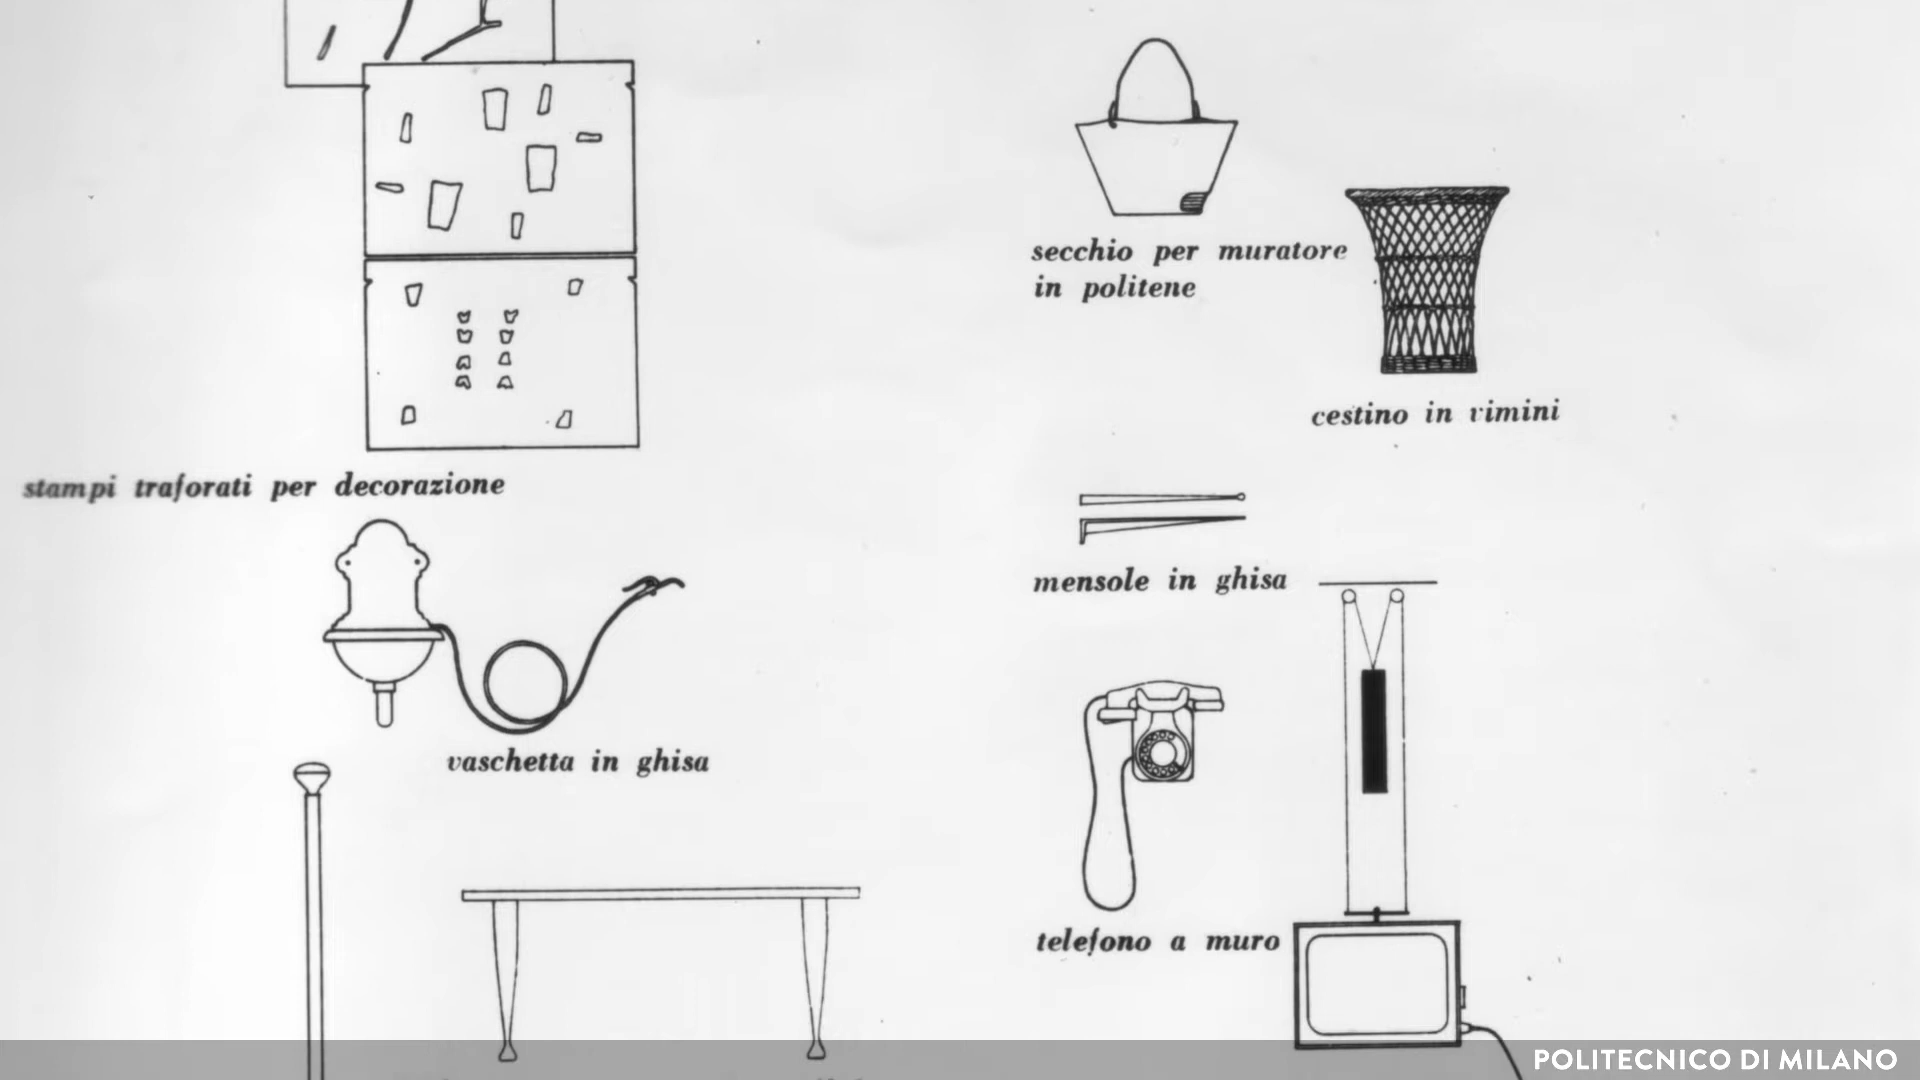 stampi traforati per decorazione
vaschetta in ghisa
secchio per muratore
in politene
cestino in vimini
mensole in ghisa
telefono a muro
POLITECNICO DI MILANO